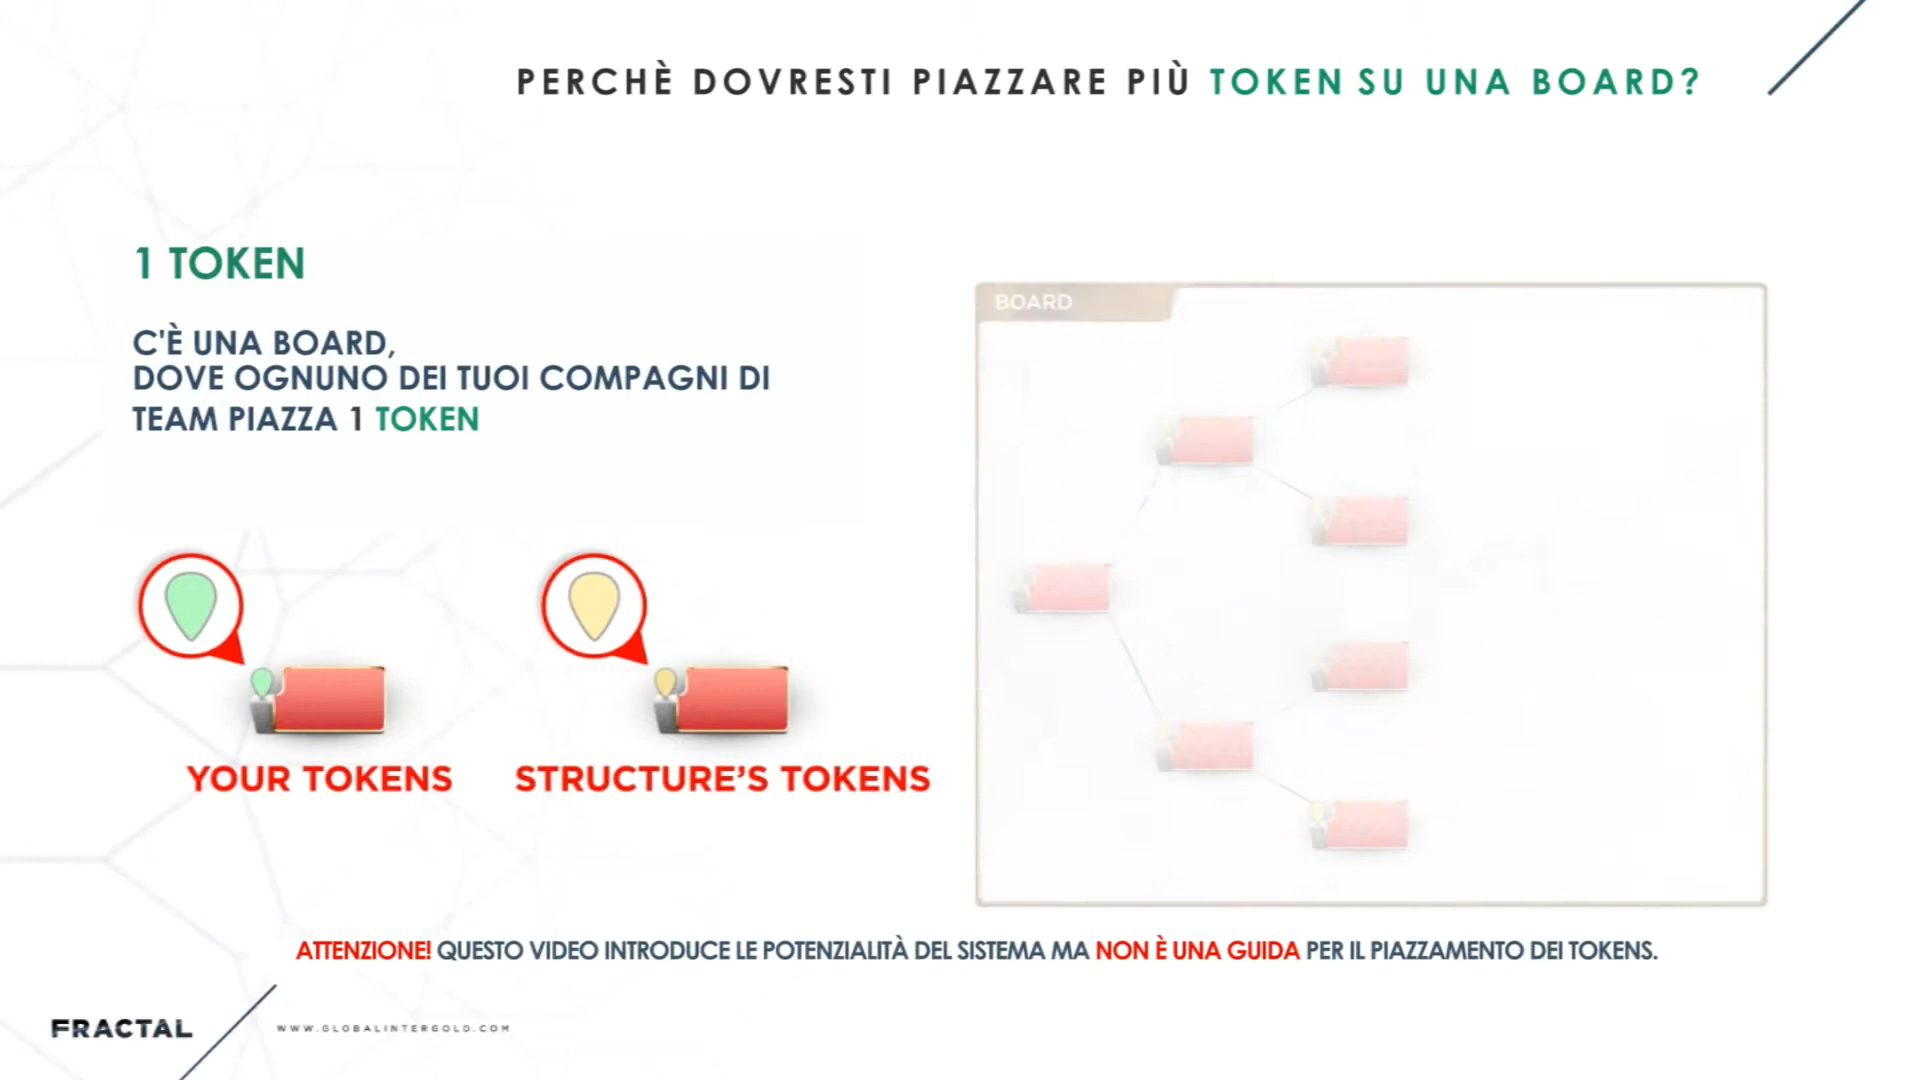 PERCHÈ DOVRESTI PIAZZARE PIÙ TOKEN SU UNA BOARD?
1 TOKEN
C'È UNA BOARD,
DOVE OGNUNO DEI TUOI COMPAGNI DI
TEAM PIAZZA 1 TOKEN
BOARD
YOUR TOKENS
STRUCTURE'S TOKENS
ATTENZIONE! QUESTO VIDEO INTRODUCE LE POTENZIALITÀ DEL SISTEMA MA NON È UNA GUIDA PER IL PIAZZAMENTO DEI TOKENS.
FRACTAL
WWW.GLOBALINTERGOLD.COM